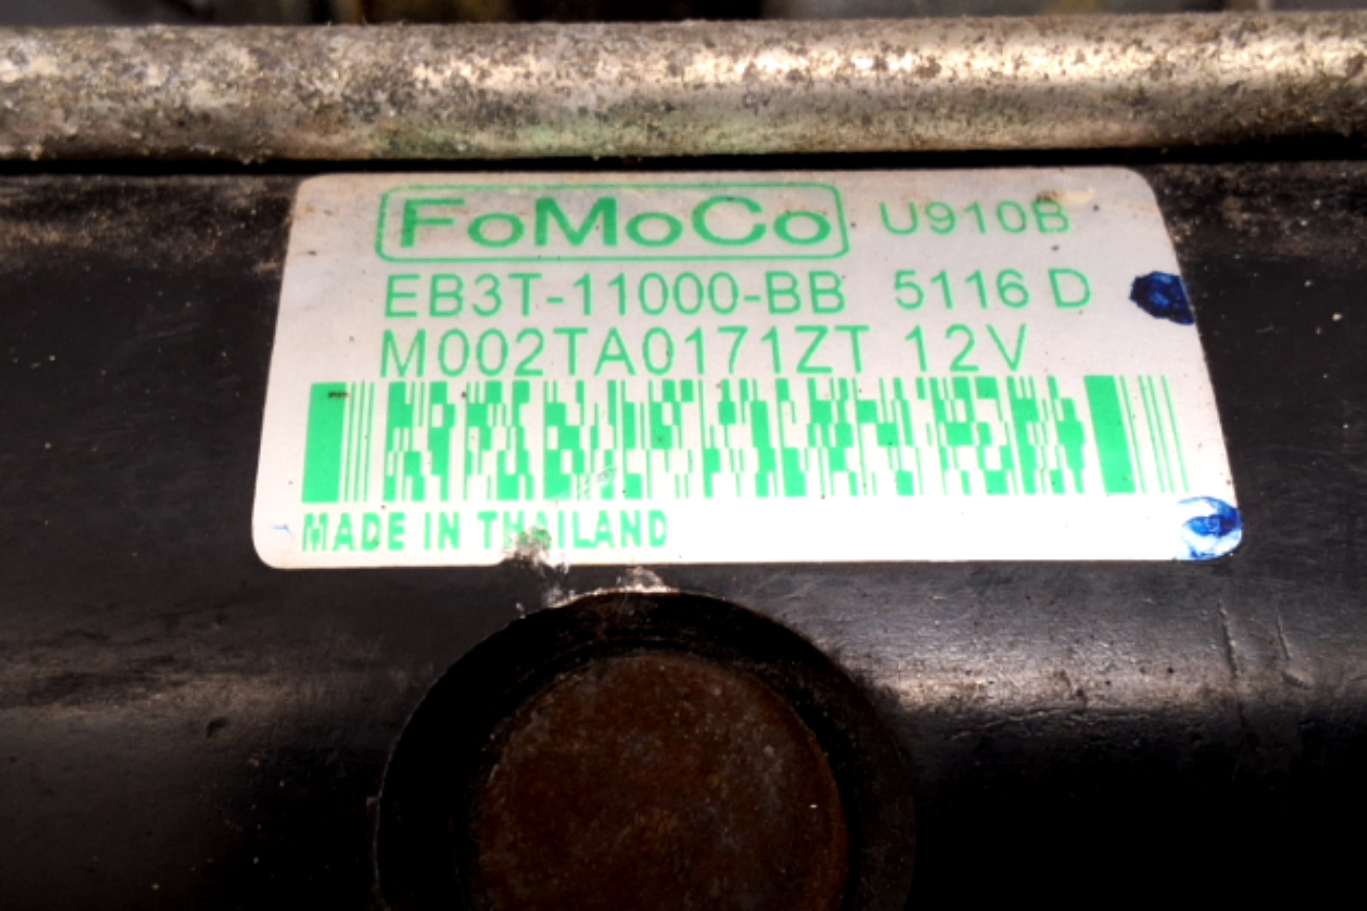 FoMoCo U910B
EB3T-11000-BB 5116 D
M002TA0171ZT 12V
MADE IN THAILAND